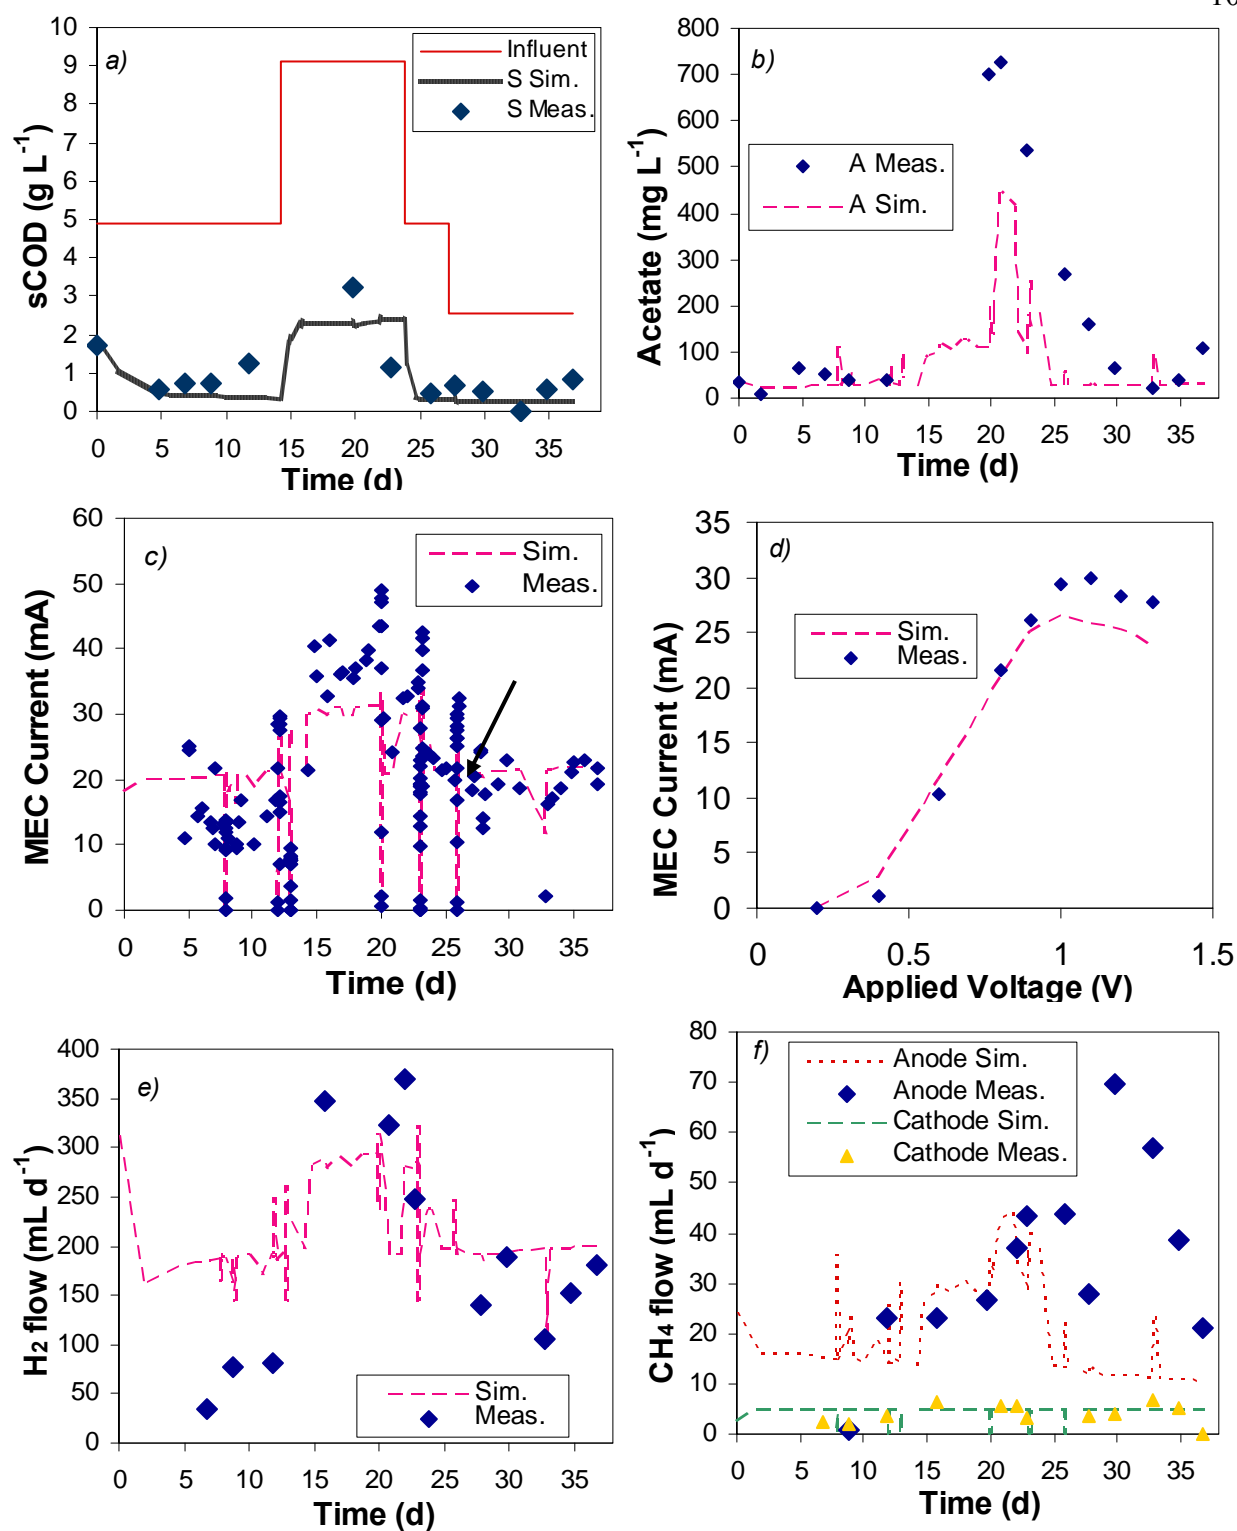 10
9
8
7
6
5
4
3
2
1
0
a)
Influent
S Sim.
S Meas.
sCOD (g L-1)
0 5 10 15 20 25 30 35
Time (d)
800
700
600
500
400
300
200
100
0
b)
A Meas.
A Sim.
Acetate (mg L-1)
0 5 10 15 20 25 30 35
Time (d)
60
50
40
30
20
10
0
c)
Sim.
Meas.
MEC Current (mA)
0 5 10 15 20 25 30 35
Time (d)
35
30
25
20
15
10
5
0
d)
Sim.
Meas.
MEC Current (mA)
0 0.5 1 1.5
Applied Voltage (V)
400
350
300
250
200
150
100
50
0
e)
Sim.
Meas.
H2 flow (mL d-1)
0 5 10 15 20 25 30 35
Time (d)
80
70
60
50
40
30
20
10
0
f)
Anode Sim.
Anode Meas.
Cathode Sim.
Cathode Meas.
CH4 flow (mL d-1)
0 5 10 15 20 25 30 35
Time (d)